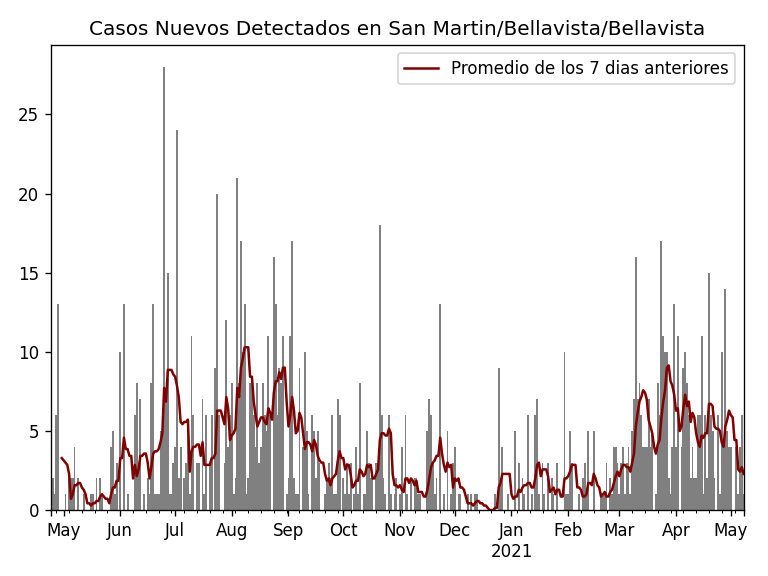 Casos Nuevos Detectados en San Martin/Bellavista/Bellavista
Promedio de los 7 dias anteriores
25
20
15
10
5
0
May Jun Jul Aug Sep Oct Nov Dec Jan Feb Mar Apr May
2021